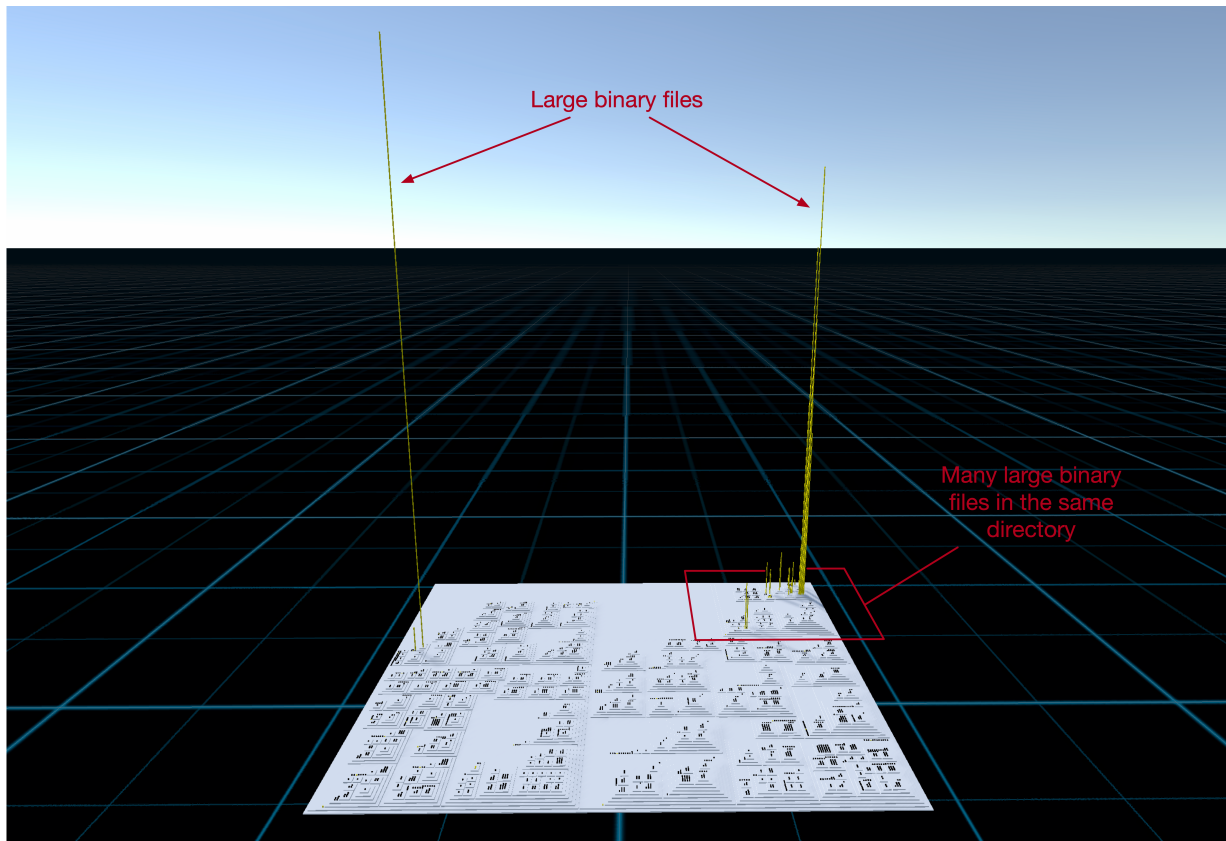 Large binary files
Many large binary
files in the same
directory